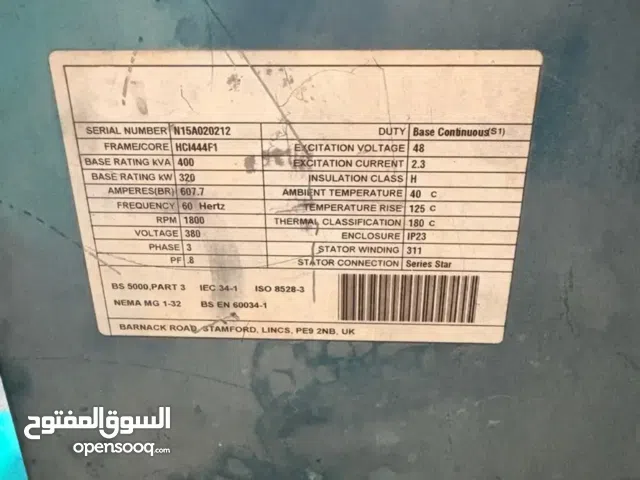 SERIAL NUMBER N15A020212 DUTY Base Continuous(S1)
FRAME/CORE HCI444F1 EXCITATION VOLTAGE 48
BASE RATING kVA 400 EXCITATION CURRENT 2.3
BASE RATING kW 320 INSULATION CLASS H
AMPERES(BR) 607.7 AMBIENT TEMPERATURE 40 C
FREQUENCY 60 Hertz TEMPERATURE RISE 125 C
RPM 1800 THERMAL CLASSIFICATION 180 C
VOLTAGE 380 ENCLOSURE IP23
PHASE 3 STATOR WINDING 311
PF .8 STATOR CONNECTION Series Star
BS 5000,PART 3 IEC 34-1 ISO 8528-3
NEMA MG 1-32 BS EN 60034-1
BARNACK ROAD, STAMFORD, LINCS, PE9 2NB, UK
السوق المفتوح
opensooq.com